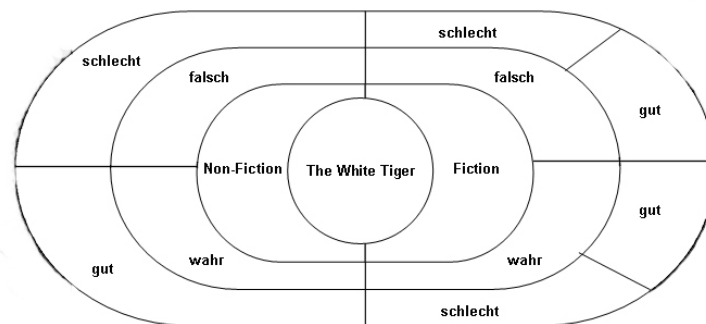 schlecht
schlecht
falsch
falsch
gut
Non-Fiction
The White Tiger
Fiction
gut
gut
wahr
wahr
schlecht